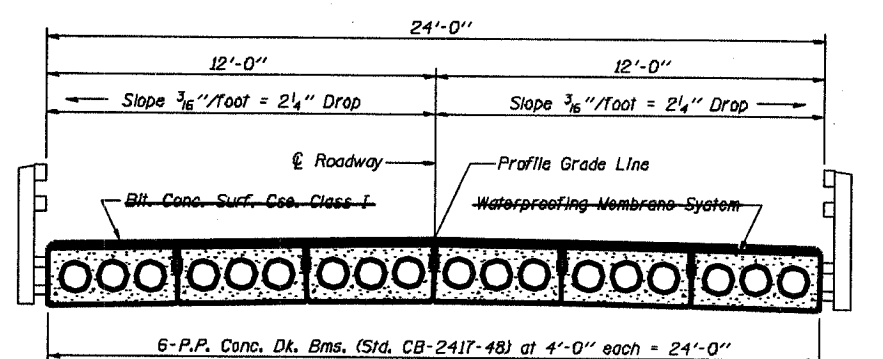 24'-0"
12'-0" 12'-0"
Slope 3/16"/foot = 2 1/4" Drop Slope 3/16"/foot = 2 1/4" Drop
℄ Roadway Profile Grade Line
Bit. Conc. Surf. Cse. Class I Waterproofing Membrane System
6-P.P. Conc. Dk. Bms. (Std. CB-2417-48) at 4'-0" each = 24'-0"